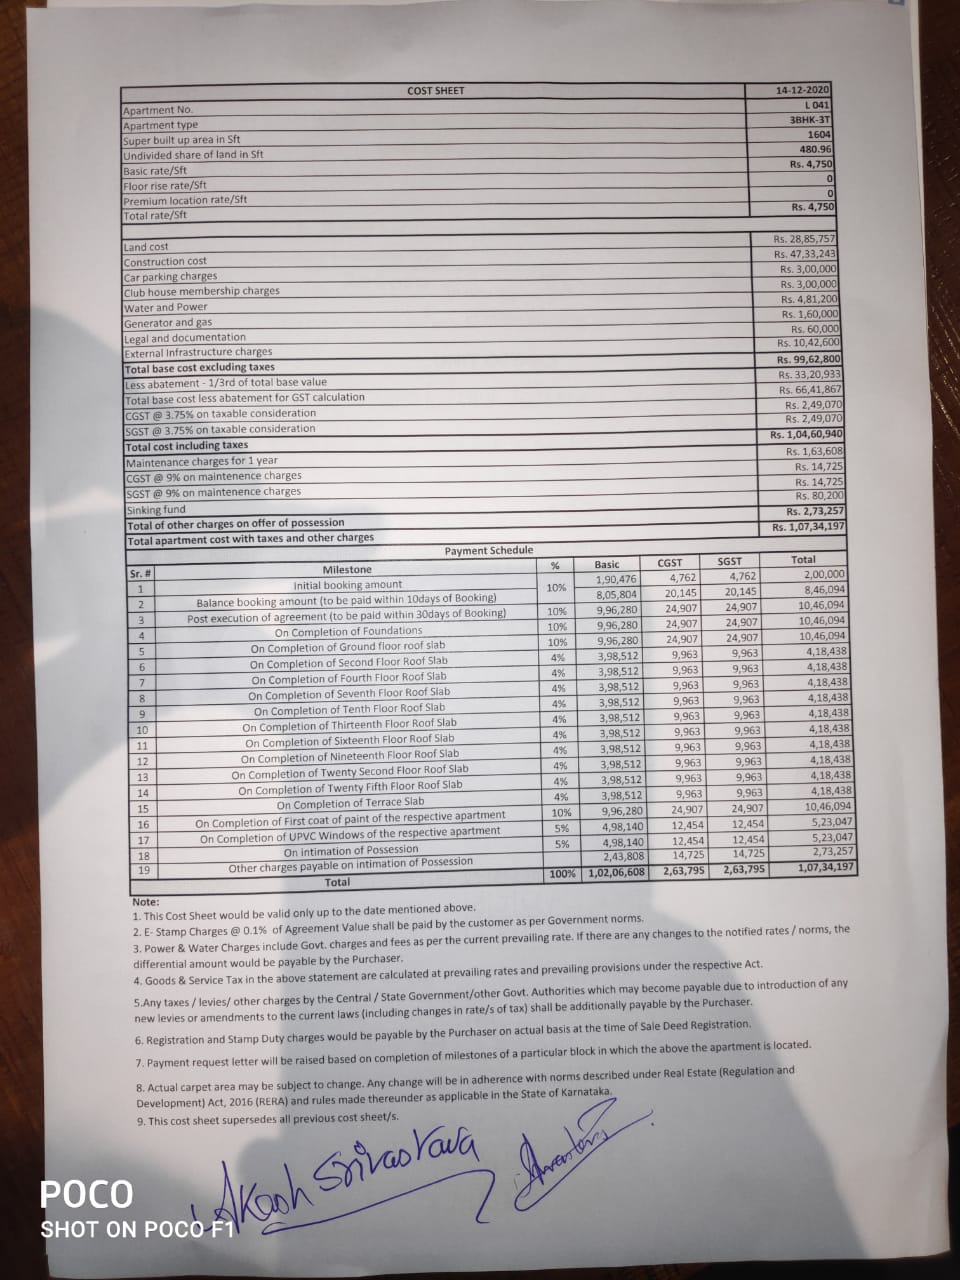 COST SHEET 14-12-2020
Apartment No. L 041
Apartment type 3BHK-3T
Super built up area in Sft 1604
Undivided share of land in Sft 480.96
Basic rate/Sft Rs. 4,750
Floor rise rate/Sft 0
Premium location rate/Sft 0
Total rate/Sft Rs. 4,750
Land cost Rs. 28,85,757
Construction cost Rs. 47,33,243
Car parking charges Rs. 3,00,000
Club house membership charges Rs. 3,00,000
Water and Power Rs. 4,81,200
Generator and gas Rs. 1,60,000
Legal and documentation Rs. 60,000
External Infrastructure charges Rs. 10,42,600
Total base cost excluding taxes Rs. 99,62,800
Less abatement - 1/3rd of total base value Rs. 33,20,933
Total base cost less abatement for GST calculation Rs. 66,41,867
CGST @ 3.75% on taxable consideration Rs. 2,49,070
SGST @ 3.75% on taxable consideration Rs. 2,49,070
Total cost including taxes Rs. 1,04,60,940
Maintenance charges for 1 year Rs. 1,63,608
CGST @ 9% on maintenence charges Rs. 14,725
SGST @ 9% on maintenence charges Rs. 14,725
Sinking fund Rs. 80,200
Total of other charges on offer of possession Rs. 2,73,257
Total apartment cost with taxes and other charges Rs. 1,07,34,197
Payment Schedule
Sr. # Milestone % Basic CGST SGST Total
1 Initial booking amount 10% 1,90,476 4,762 4,762 2,00,000
2 Balance booking amount (to be paid within 10days of Booking) 8,05,804 20,145 20,145 8,46,094
3 Post execution of agreement (to be paid within 30days of Booking) 10% 9,96,280 24,907 24,907 10,46,094
4 On Completion of Foundations 10% 9,96,280 24,907 24,907 10,46,094
5 On Completion of Ground floor roof slab 10% 9,96,280 24,907 24,907 10,46,094
6 On Completion of Second Floor Roof Slab 4% 3,98,512 9,963 9,963 4,18,438
7 On Completion of Fourth Floor Roof Slab 4% 3,98,512 9,963 9,963 4,18,438
8 On Completion of Seventh Floor Roof Slab 4% 3,98,512 9,963 9,963 4,18,438
9 On Completion of Tenth Floor Roof Slab 4% 3,98,512 9,963 9,963 4,18,438
10 On Completion of Thirteenth Floor Roof Slab 4% 3,98,512 9,963 9,963 4,18,438
11 On Completion of Sixteenth Floor Roof Slab 4% 3,98,512 9,963 9,963 4,18,438
12 On Completion of Nineteenth Floor Roof Slab 4% 3,98,512 9,963 9,963 4,18,438
13 On Completion of Twenty Second Floor Roof Slab 4% 3,98,512 9,963 9,963 4,18,438
14 On Completion of Twenty Fifth Floor Roof Slab 4% 3,98,512 9,963 9,963 4,18,438
15 On Completion of Terrace Slab 4% 3,98,512 9,963 9,963 4,18,438
16 On Completion of First coat of paint of the respective apartment 10% 9,96,280 24,907 24,907 10,46,094
17 On Completion of UPVC Windows of the respective apartment 5% 4,98,140 12,454 12,454 5,23,047
18 On intimation of Possession 5% 4,98,140 12,454 12,454 5,23,047
19 Other charges payable on intimation of Possession 2,43,808 14,725 14,725 2,73,257
Total 100% 1,02,06,608 2,63,795 2,63,795 1,07,34,197
Note:
1. This Cost Sheet would be valid only up to the date mentioned above.
2. E- Stamp Charges @ 0.1% of Agreement Value shall be paid by the customer as per Government norms.
3. Power & Water Charges include Govt. charges and fees as per the current prevailing rate. If there are any changes to the notified rates / norms, the
differential amount would be payable by the Purchaser.
4. Goods & Service Tax in the above statement are calculated at prevailing rates and prevailing provisions under the respective Act.
5.Any taxes / levies/ other charges by the Central / State Government/other Govt. Authorities which may become payable due to introduction of any
new levies or amendments to the current laws (including changes in rate/s of tax) shall be additionally payable by the Purchaser.
6. Registration and Stamp Duty charges would be payable by the Purchaser on actual basis at the time of Sale Deed Registration.
7. Payment request letter will be raised based on completion of milestones of a particular block in which the above the apartment is located.
8. Actual carpet area may be subject to change. Any change will be in adherence with norms described under Real Estate (Regulation and
Development) Act, 2016 (RERA) and rules made thereunder as applicable in the State of Karnataka.
9. This cost sheet supersedes all previous cost sheet/s.
Akash Srivastava
POCO
SHOT ON POCO F1